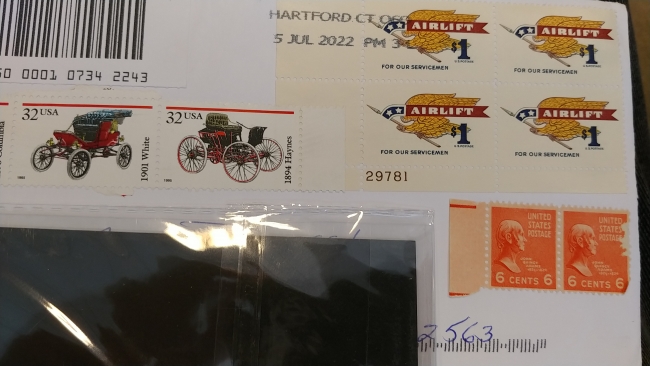 HARTFORD CT
5 JUL 2022 PM
0001 0734 2243
AIRLIFT
$1
FOR OUR SERVICEMEN
AIRLIFT
$1
FOR OUR SERVICEMEN
AIRLIFT
$1
FOR OUR SERVICEMEN
AIRLIFT
$1
FOR OUR SERVICEMEN
29781
32 USA
1901 White
32 USA
1894 Haynes
UNITED
STATES
POSTAGE
6 CENTS 6
UNITED
STATES
POSTAGE
6 CENTS 6
2563